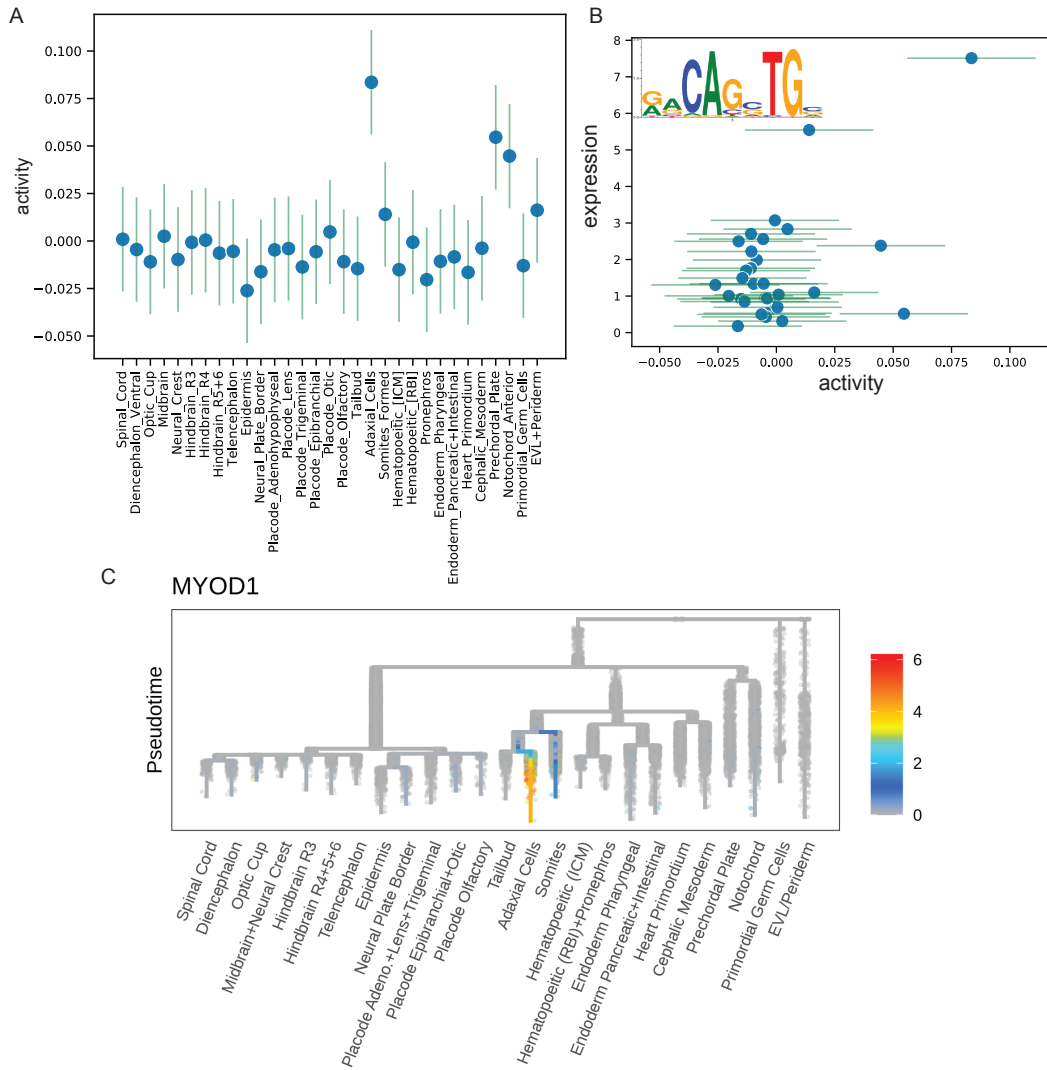 A
0.100
0.075
0.050
0.025
0.000
−0.025
−0.050
activity
Spinal_Cord
Diencephalon_Ventral
Optic_Cup
Midbrain
Neural_Crest
Hindbrain_R3
Hindbrain_R4
Hindbrain_R5+6
Telencephalon
Epidermis
Neural_Plate_Border
Placode_Adenohypophyseal
Placode_Lens
Placode_Trigeminal
Placode_Epibranchial
Placode_Otic
Placode_Olfactory
Tailbud
Adaxial_Cells
Somites_Formed
Hematopoeitic_[ICM]
Hematopoeitic_[RBI]
Pronephros
Endoderm_Pharyngeal
Endoderm_Pancreatic+Intestinal
Heart_Primordium
Cephalic_Mesoderm
Prechordal_Plate
Notochord_Anterior
Primordial_Germ_Cells
EVL+Periderm
B
8
7
6
5
4
3
2
1
0
expression
GACAG TG
−0.050
−0.025
0.000
0.025
0.050
0.075
0.100
activity
C
MYOD1
Pseudotime
6
4
2
0
Spinal Cord
Diencephalon
Optic Cup
Midbrain+Neural Crest
Hindbrain R3
Hindbrain R4+5+6
Telencephalon
Epidermis
Neural Plate Border
Placode Adeno.+Lens+Trigeminal
Placode Epibranchial+Otic
Placode Olfactory
Tailbud
Adaxial Cells
Somites
Hematopoeitic (ICM)
Hematopoeitic (RBI)+Pronephros
Endoderm Pharyngeal
Endoderm Pancreatic+Intestinal
Heart Primordium
Cephalic Mesoderm
Prechordal Plate
Notochord
Primordial Germ Cells
EVL/Periderm